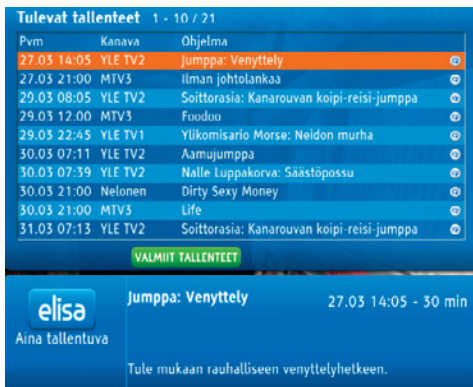 Tulevat tallenteet 1 - 10 / 21
Pvm Kanava Ohjelma
27.03 14:05 YLE TV2 Jumppa: Venyttely
27.03 21:00 MTV3 Ilman johtolankaa
29.03 08:05 YLE TV2 Soittorasia: Kanarouvan koipi-reisi-jumppa
29.03 12:00 MTV3 Foodoo
29.03 22:45 YLE TV1 Ylikomisario Morse: Neidon murha
30.03 07:11 YLE TV2 Aamujumppa
30.03 07:39 YLE TV2 Nalle Luppakorva: Säästöpossu
30.03 21:00 Nelonen Dirty Sexy Money
30.03 21:00 MTV3 Life
31.03 07:13 YLE TV2 Soittorasia: Kanarouvan koipi-reisi-jumppa
VALMIIT TALLENTEET
elisa
Aina tallentuva
Jumppa: Venyttely 27.03 14:05 - 30 min
Tule mukaan rauhalliseen venyttelyhetkeen.